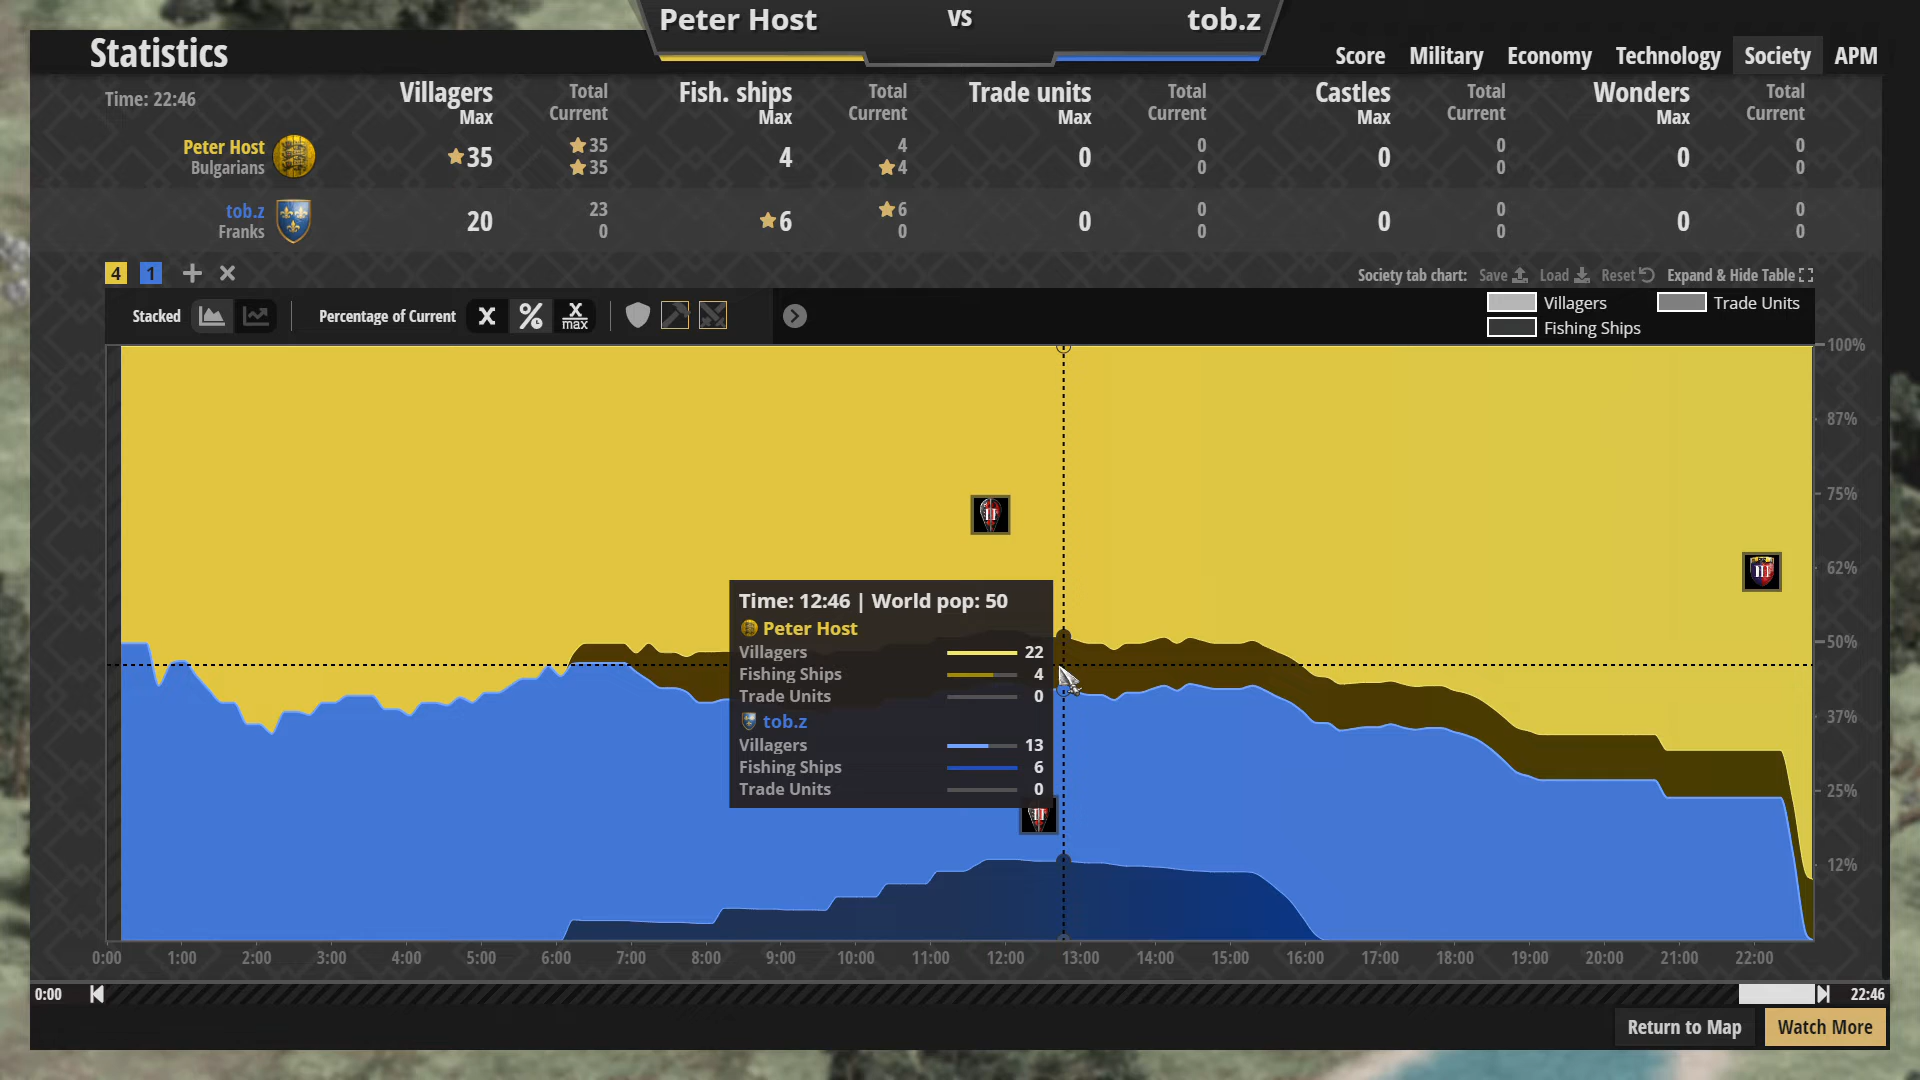 Peter Host VS tob.z
Statistics
Score Military Economy Technology Society APM
Time: 22:46
Villagers Max Total Current
Fish. ships Max Total Current
Trade units Max Total Current
Castles Max Total Current
Wonders Max Total Current
Peter Host
Bulgarians
35 35 35
4 4 4
0 0 0
0 0 0
0 0 0
tob.z
Franks
20 23 0
6 6 0
0 0 0
0 0 0
0 0 0
4 1
Society tab chart: Save Load Reset Expand & Hide Table
Stacked
Percentage of Current X % X max
Villagers Trade Units
Fishing Ships
100%
87%
75%
62%
50%
37%
25%
12%
II
III
Time: 12:46 | World pop: 50
Peter Host
Villagers 22
Fishing Ships 4
Trade Units 0
tob.z
Villagers 13
Fishing Ships 6
Trade Units 0
II
0:00 1:00 2:00 3:00 4:00 5:00 6:00 7:00 8:00 9:00 10:00 11:00 12:00 13:00 14:00 15:00 16:00 17:00 18:00 19:00 20:00 21:00 22:00
0:00 22:46
Return to Map Watch More